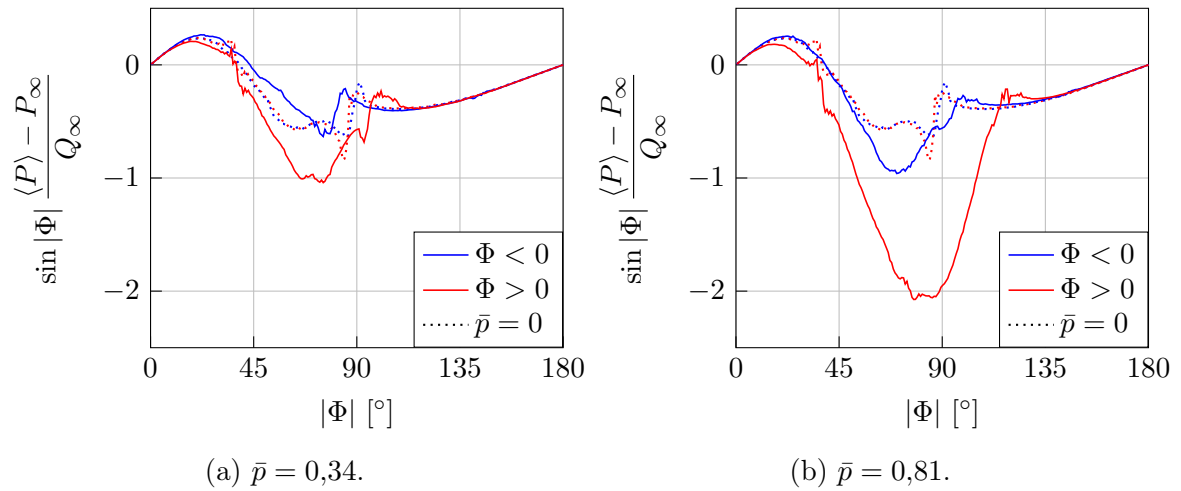 0
−1
−2
sin |Φ| ⟨P⟩ − P∞ / Q∞
0 45 90 135 180
|Φ| [°]
Φ < 0
Φ > 0
p̄ = 0
(a) p̄ = 0,34.
0
−1
−2
sin |Φ| ⟨P⟩ − P∞ / Q∞
0 45 90 135 180
|Φ| [°]
Φ < 0
Φ > 0
p̄ = 0
(b) p̄ = 0,81.